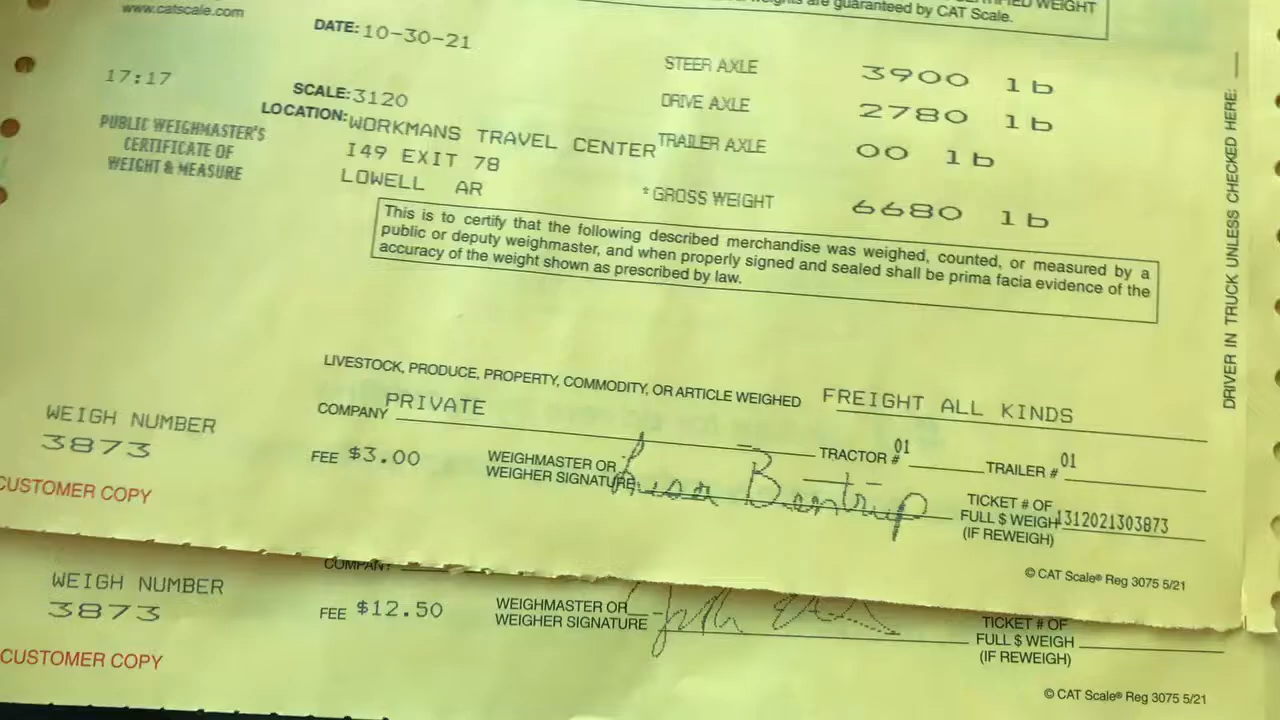 www.catscale.com
CERTIFIED WEIGHT
weights are guaranteed by CAT Scale.
DATE: 10-30-21
17:17
SCALE: 3120
LOCATION: WORKMANS TRAVEL CENTER
I49 EXIT 78
LOWELL AR
PUBLIC WEIGHMASTER'S
CERTIFICATE OF
WEIGHT & MEASURE
STEER AXLE 3900 lb
DRIVE AXLE 2780 lb
TRAILER AXLE 00 lb
*GROSS WEIGHT 6680 lb
This is to certify that the following described merchandise was weighed, counted, or measured by a
public or deputy weighmaster, and when properly signed and sealed shall be prima facia evidence of the
accuracy of the weight shown as prescribed by law.
DRIVER IN TRUCK UNLESS CHECKED HERE:
LIVESTOCK, PRODUCE, PROPERTY, COMMODITY, OR ARTICLE WEIGHED FREIGHT ALL KINDS
COMPANY PRIVATE
TRACTOR # 01 TRAILER # 01
WEIGH NUMBER
3873
FEE $3.00
WEIGHMASTER OR
WEIGHER SIGNATURE Bentrup
TICKET # OF
FULL $ WEIGH 1312021303873
(IF REWEIGH)
CUSTOMER COPY
© CAT Scale® Reg 3075 5/21
COMPANY
WEIGH NUMBER
3873
FEE $12.50
WEIGHMASTER OR
WEIGHER SIGNATURE
TICKET # OF
FULL $ WEIGH
(IF REWEIGH)
CUSTOMER COPY
© CAT Scale® Reg 3075 5/21